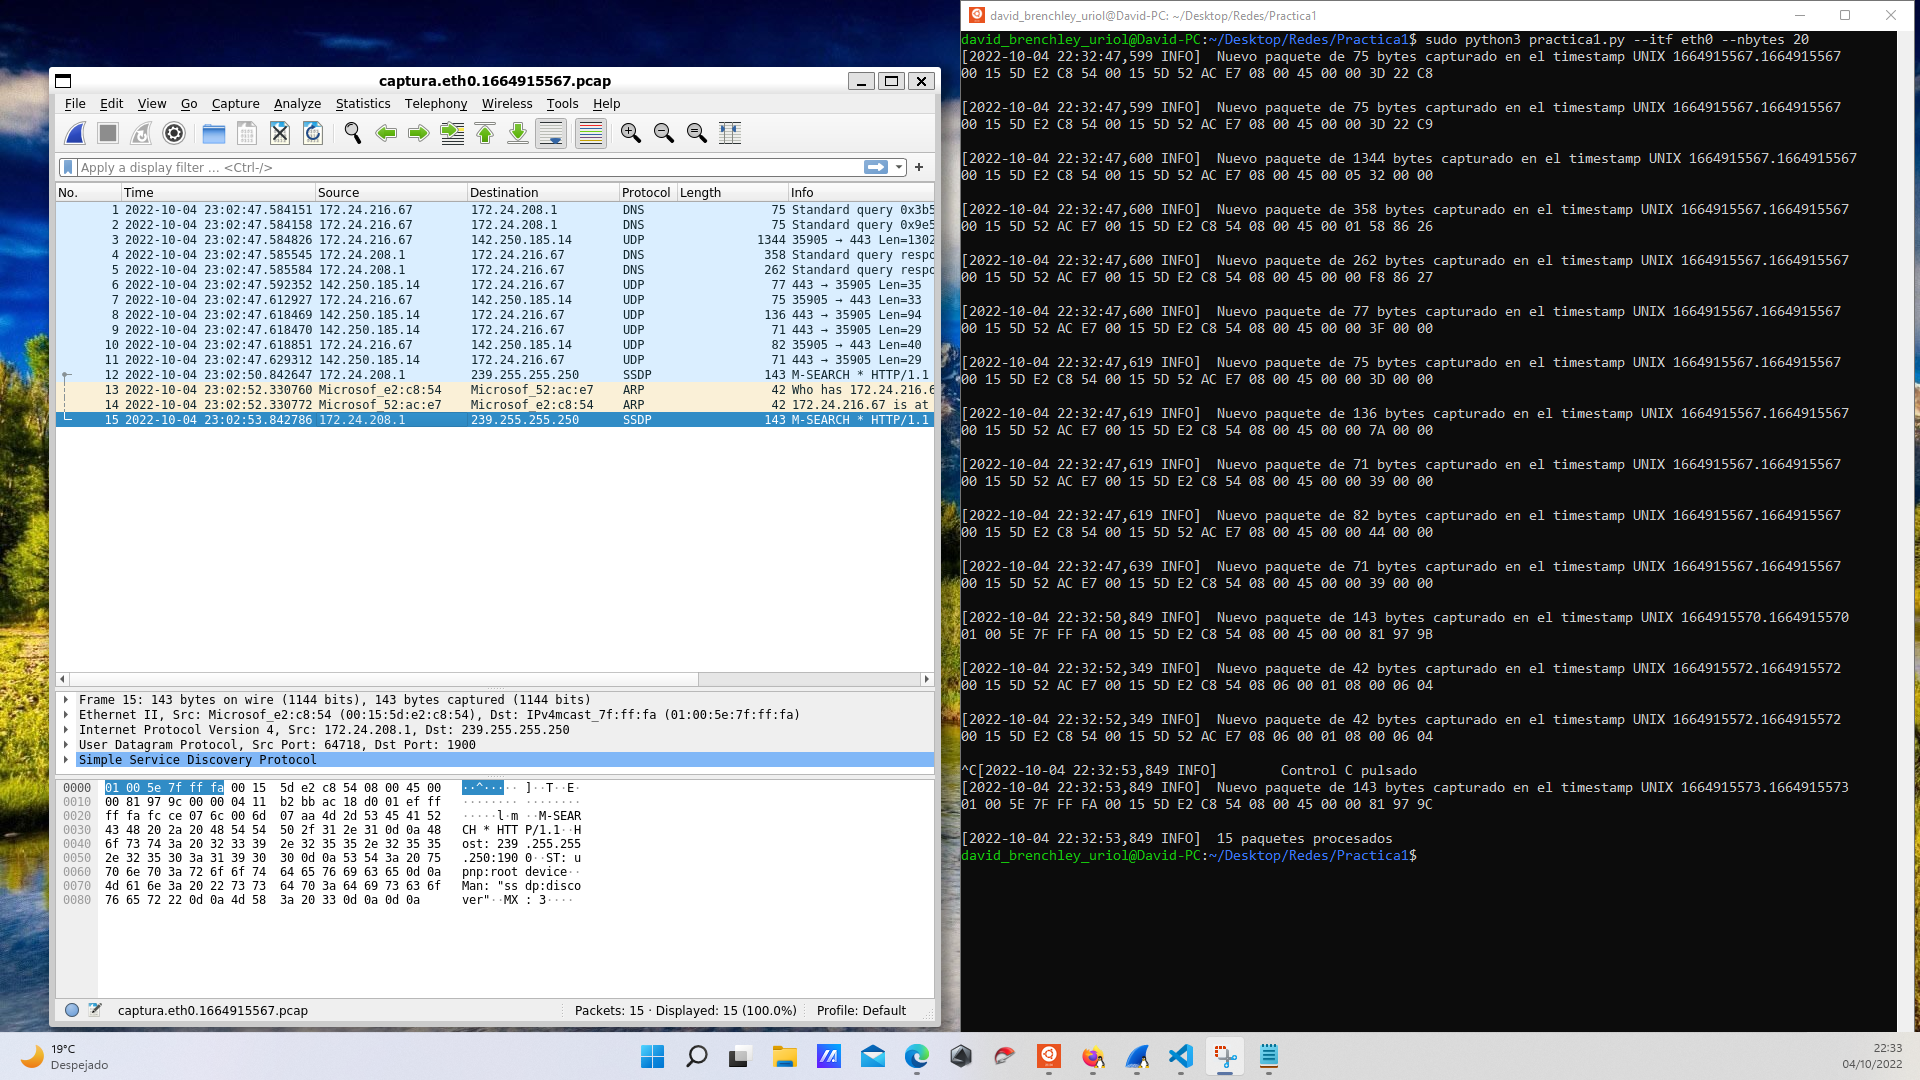 captura.eth0.1664915567.pcap
File Edit View Go Capture Analyze Statistics Telephony Wireless Tools Help
Apply a display filter … <Ctrl-/>
No. Time Source Destination Protocol Length Info
1 2022-10-04 23:02:47.584151 172.24.216.67 172.24.208.1 DNS 75 Standard query 0x3b5
2 2022-10-04 23:02:47.584158 172.24.216.67 172.24.208.1 DNS 75 Standard query 0x9e5
3 2022-10-04 23:02:47.584826 172.24.216.67 142.250.185.14 UDP 1344 35905 → 443 Len=1302
4 2022-10-04 23:02:47.585545 172.24.208.1 172.24.216.67 DNS 358 Standard query respo
5 2022-10-04 23:02:47.585584 172.24.208.1 172.24.216.67 DNS 262 Standard query respo
6 2022-10-04 23:02:47.592352 142.250.185.14 172.24.216.67 UDP 77 443 → 35905 Len=35
7 2022-10-04 23:02:47.612927 172.24.216.67 142.250.185.14 UDP 75 35905 → 443 Len=33
8 2022-10-04 23:02:47.618469 142.250.185.14 172.24.216.67 UDP 136 443 → 35905 Len=94
9 2022-10-04 23:02:47.618470 142.250.185.14 172.24.216.67 UDP 71 443 → 35905 Len=29
10 2022-10-04 23:02:47.618851 172.24.216.67 142.250.185.14 UDP 82 35905 → 443 Len=40
11 2022-10-04 23:02:47.629312 142.250.185.14 172.24.216.67 UDP 71 443 → 35905 Len=29
12 2022-10-04 23:02:50.842647 172.24.208.1 239.255.255.250 SSDP 143 M-SEARCH * HTTP/1.1
13 2022-10-04 23:02:52.330760 Microsof_e2:c8:54 Microsof_52:ac:e7 ARP 42 Who has 172.24.216.6
14 2022-10-04 23:02:52.330772 Microsof_52:ac:e7 Microsof_e2:c8:54 ARP 42 172.24.216.67 is at
15 2022-10-04 23:02:53.842786 172.24.208.1 239.255.255.250 SSDP 143 M-SEARCH * HTTP/1.1
Frame 15: 143 bytes on wire (1144 bits), 143 bytes captured (1144 bits)
Ethernet II, Src: Microsof_e2:c8:54 (00:15:5d:e2:c8:54), Dst: IPv4mcast_7f:ff:fa (01:00:5e:7f:ff:fa)
Internet Protocol Version 4, Src: 172.24.208.1, Dst: 239.255.255.250
User Datagram Protocol, Src Port: 64718, Dst Port: 1900
Simple Service Discovery Protocol
0000 01 00 5e 7f ff fa 00 15 5d e2 c8 54 08 00 45 00 ··^····· ]··T··E·
0010 00 81 97 9c 00 00 04 11 b2 bb ac 18 d0 01 ef ff ········ ········
0020 ff fa fc ce 07 6c 00 6d 07 aa 4d 2d 53 45 41 52 ·····l·m ··M-SEAR
0030 43 48 20 2a 20 48 54 54 50 2f 31 2e 31 0d 0a 48 CH * HTT P/1.1··H
0040 6f 73 74 3a 20 32 33 39 2e 32 35 35 2e 32 35 35 ost: 239 .255.255
0050 2e 32 35 30 3a 31 39 30 30 0d 0a 53 54 3a 20 75 .250:190 0··ST: u
0060 70 6e 70 3a 72 6f 6f 74 64 65 76 69 63 65 0d 0a pnp:root device··
0070 4d 61 6e 3a 20 22 73 73 64 70 3a 64 69 73 63 6f Man: "ss dp:disco
0080 76 65 72 22 0d 0a 4d 58 3a 20 33 0d 0a 0d 0a ver"··MX : 3····
captura.eth0.1664915567.pcap Packets: 15 · Displayed: 15 (100.0%) Profile: Default
david_brenchley_uriol@David-PC: ~/Desktop/Redes/Practica1
david_brenchley_uriol@David-PC:~/Desktop/Redes/Practica1$ sudo python3 practica1.py --itf eth0 --nbytes 20
[2022-10-04 22:32:47,599 INFO] Nuevo paquete de 75 bytes capturado en el timestamp UNIX 1664915567.1664915567
00 15 5D E2 C8 54 00 15 5D 52 AC E7 08 00 45 00 00 3D 22 C8
[2022-10-04 22:32:47,599 INFO] Nuevo paquete de 75 bytes capturado en el timestamp UNIX 1664915567.1664915567
00 15 5D E2 C8 54 00 15 5D 52 AC E7 08 00 45 00 00 3D 22 C9
[2022-10-04 22:32:47,600 INFO] Nuevo paquete de 1344 bytes capturado en el timestamp UNIX 1664915567.1664915567
00 15 5D E2 C8 54 00 15 5D 52 AC E7 08 00 45 00 05 32 00 00
[2022-10-04 22:32:47,600 INFO] Nuevo paquete de 358 bytes capturado en el timestamp UNIX 1664915567.1664915567
00 15 5D 52 AC E7 00 15 5D E2 C8 54 08 00 45 00 01 58 86 26
[2022-10-04 22:32:47,600 INFO] Nuevo paquete de 262 bytes capturado en el timestamp UNIX 1664915567.1664915567
00 15 5D 52 AC E7 00 15 5D E2 C8 54 08 00 45 00 00 F8 86 27
[2022-10-04 22:32:47,600 INFO] Nuevo paquete de 77 bytes capturado en el timestamp UNIX 1664915567.1664915567
00 15 5D 52 AC E7 00 15 5D E2 C8 54 08 00 45 00 00 3F 00 00
[2022-10-04 22:32:47,619 INFO] Nuevo paquete de 75 bytes capturado en el timestamp UNIX 1664915567.1664915567
00 15 5D E2 C8 54 00 15 5D 52 AC E7 08 00 45 00 00 3D 00 00
[2022-10-04 22:32:47,619 INFO] Nuevo paquete de 136 bytes capturado en el timestamp UNIX 1664915567.1664915567
00 15 5D 52 AC E7 00 15 5D E2 C8 54 08 00 45 00 00 7A 00 00
[2022-10-04 22:32:47,619 INFO] Nuevo paquete de 71 bytes capturado en el timestamp UNIX 1664915567.1664915567
00 15 5D 52 AC E7 00 15 5D E2 C8 54 08 00 45 00 00 39 00 00
[2022-10-04 22:32:47,619 INFO] Nuevo paquete de 82 bytes capturado en el timestamp UNIX 1664915567.1664915567
00 15 5D E2 C8 54 00 15 5D 52 AC E7 08 00 45 00 00 44 00 00
[2022-10-04 22:32:47,639 INFO] Nuevo paquete de 71 bytes capturado en el timestamp UNIX 1664915567.1664915567
00 15 5D 52 AC E7 00 15 5D E2 C8 54 08 00 45 00 00 39 00 00
[2022-10-04 22:32:50,849 INFO] Nuevo paquete de 143 bytes capturado en el timestamp UNIX 1664915570.1664915570
01 00 5E 7F FF FA 00 15 5D E2 C8 54 08 00 45 00 00 81 97 9B
[2022-10-04 22:32:52,349 INFO] Nuevo paquete de 42 bytes capturado en el timestamp UNIX 1664915572.1664915572
00 15 5D 52 AC E7 00 15 5D E2 C8 54 08 06 00 01 08 00 06 04
[2022-10-04 22:32:52,349 INFO] Nuevo paquete de 42 bytes capturado en el timestamp UNIX 1664915572.1664915572
00 15 5D E2 C8 54 00 15 5D 52 AC E7 08 06 00 01 08 00 06 04
^C[2022-10-04 22:32:53,849 INFO] Control C pulsado
[2022-10-04 22:32:53,849 INFO] Nuevo paquete de 143 bytes capturado en el timestamp UNIX 1664915573.1664915573
01 00 5E 7F FF FA 00 15 5D E2 C8 54 08 00 45 00 00 81 97 9C
[2022-10-04 22:32:53,849 INFO] 15 paquetes procesados
david_brenchley_uriol@David-PC:~/Desktop/Redes/Practica1$
19°C
Despejado
22:33
04/10/2022